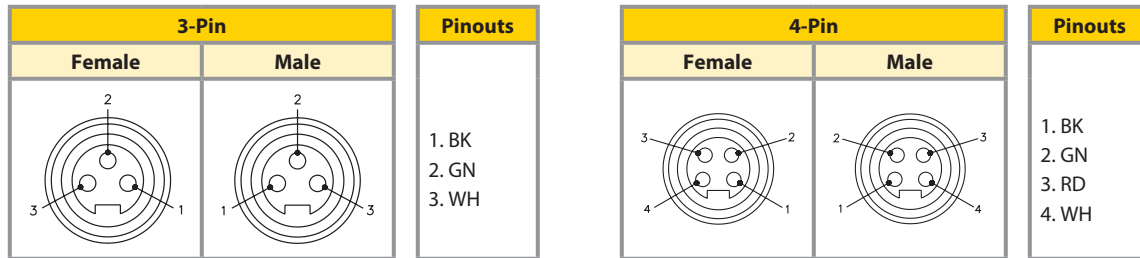 3-Pin
Female Male
2
3 1
2
1 3
Pinouts
1. BK
2. GN
3. WH
4-Pin
Female Male
3 2
4 1
2 3
1 4
Pinouts
1. BK
2. GN
3. RD
4. WH